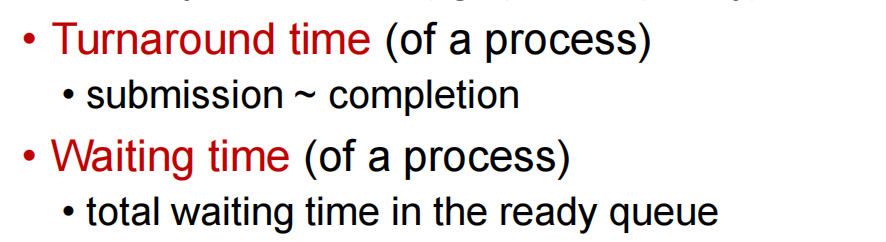 • Turnaround time (of a process)
• submission ~ completion
• Waiting time (of a process)
• total waiting time in the ready queue